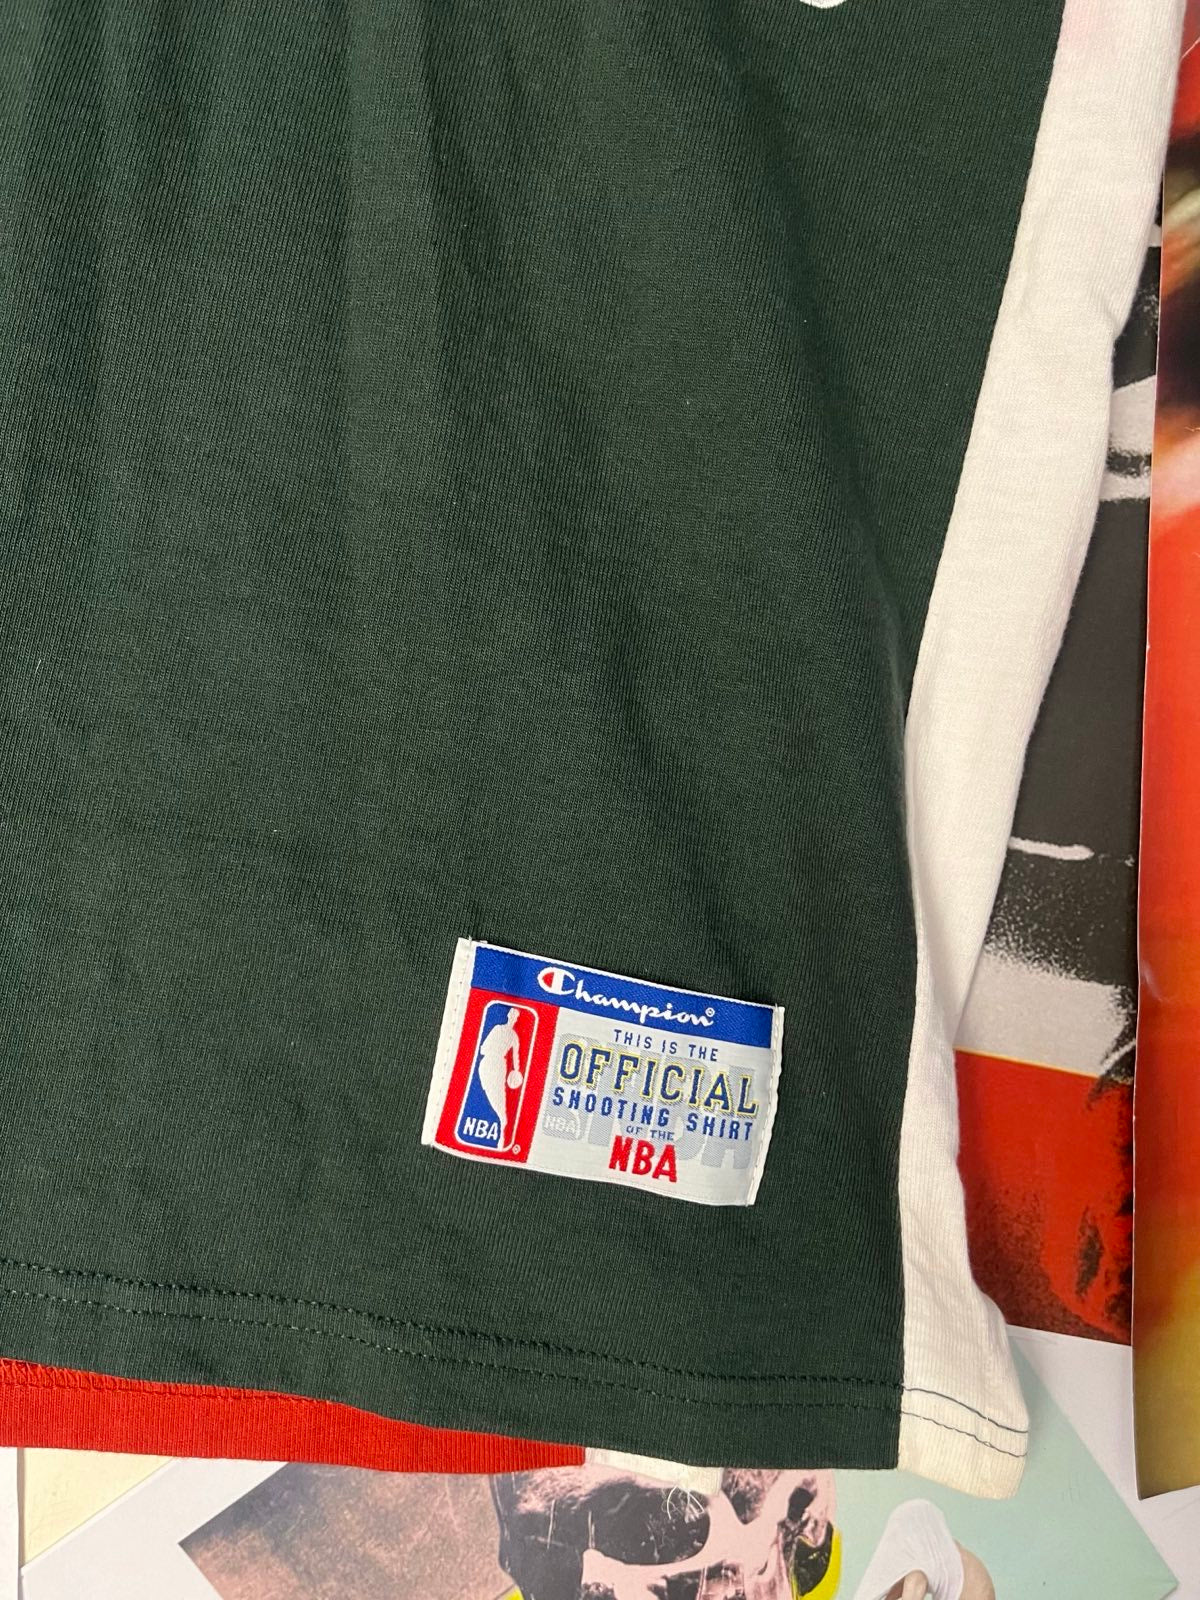 Champion®
THIS IS THE
OFFICIAL
SHOOTING SHIRT
OF THE
NBA
NBA
NBA
®